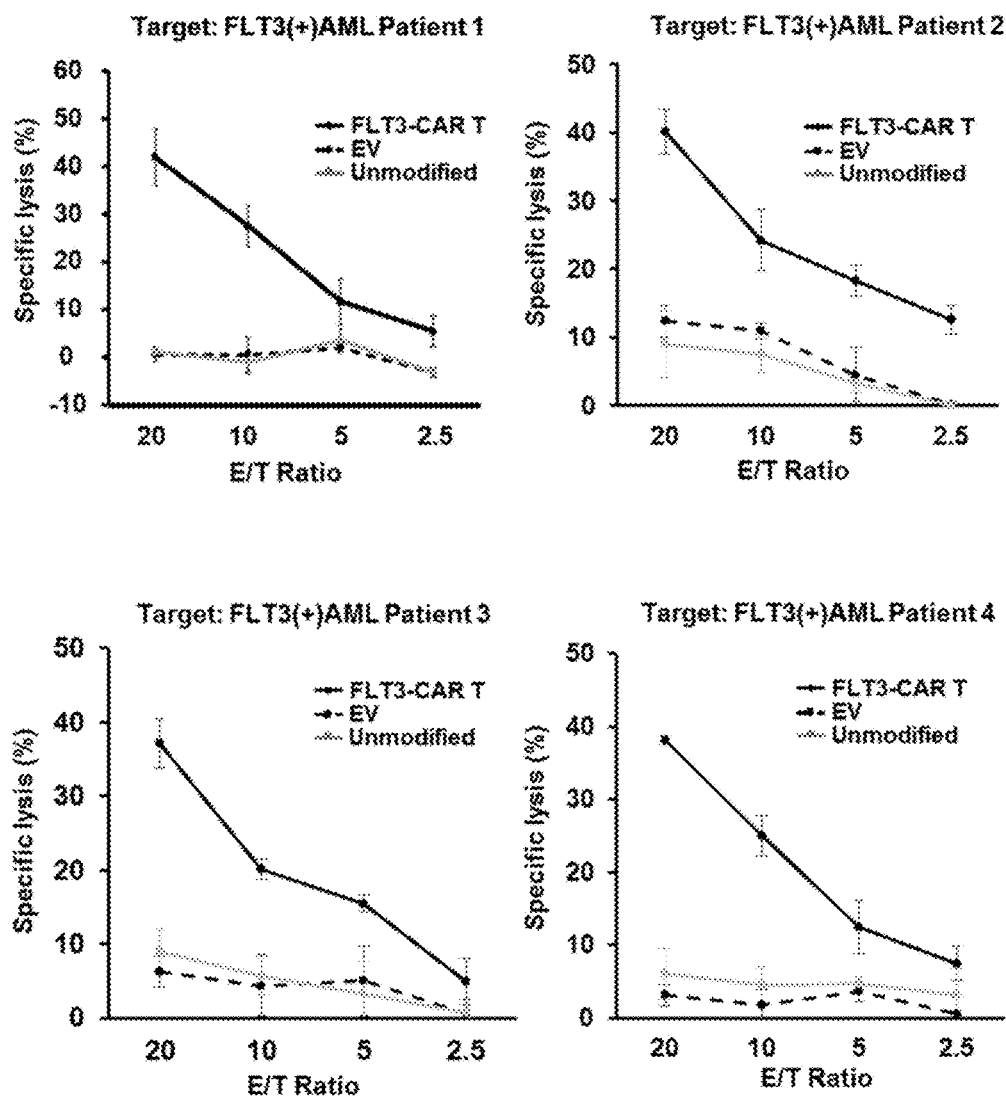 Target: FLT3(+)AML Patient 1
60
50
40
30
20
10
0
-10
Specific lysis (%)
FLT3-CAR T
EV
Unmodified
20 10 5 2.5
E/T Ratio
Target: FLT3(+)AML Patient 2
50
40
30
20
10
0
Specific lysis (%)
FLT3-CAR T
EV
Unmodified
20 10 5 2.5
E/T Ratio
Target: FLT3(+)AML Patient 3
50
40
30
20
10
0
Specific lysis (%)
FLT3-CAR T
EV
Unmodified
20 10 5 2.5
E/T Ratio
Target: FLT3(+)AML Patient 4
50
40
30
20
10
0
Specific lysis (%)
FLT3-CAR T
EV
Unmodified
20 10 5 2.5
E/T Ratio